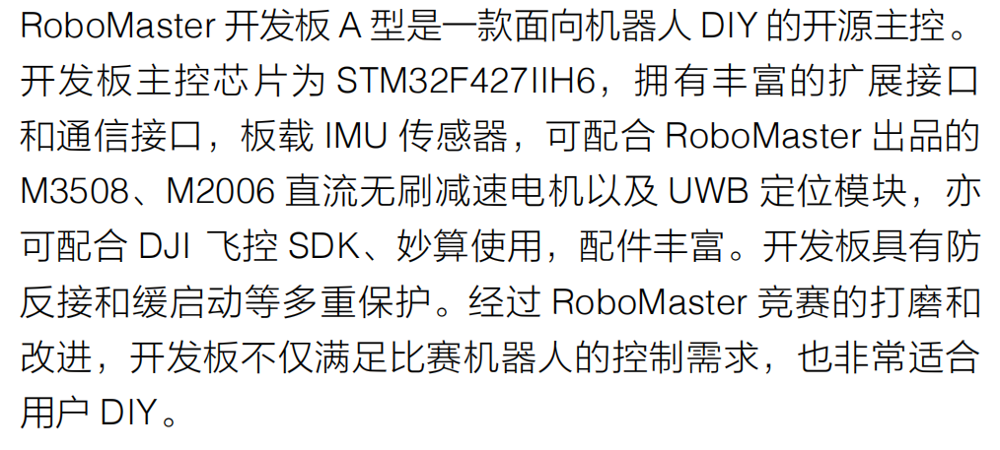 RoboMaster 开发板 A 型是一款面向机器人 DIY 的开源主控。
开发板主控芯片为 STM32F427IIH6，拥有丰富的扩展接口
和通信接口，板载 IMU 传感器，可配合 RoboMaster 出品的
M3508、M2006 直流无刷减速电机以及 UWB 定位模块，亦
可配合 DJI 飞控 SDK、妙算使用，配件丰富。开发板具有防
反接和缓启动等多重保护。经过 RoboMaster 竞赛的打磨和
改进，开发板不仅满足比赛机器人的控制需求，也非常适合
用户 DIY。